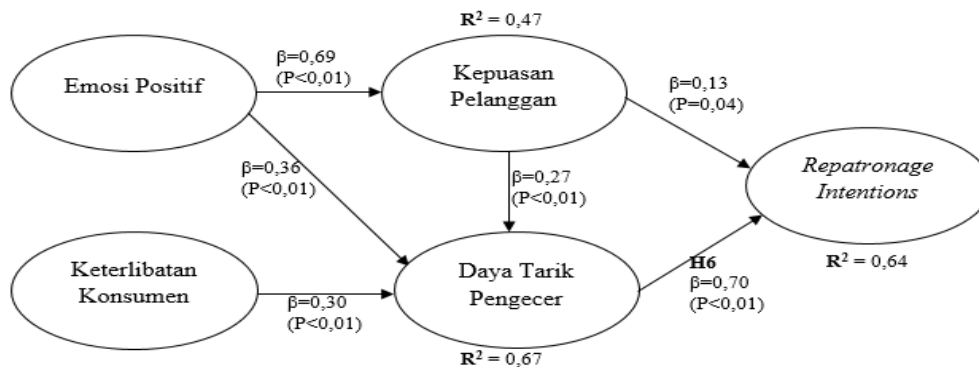 R² = 0,47
β=0,69
(P<0,01)
Emosi Positif
Kepuasan
Pelanggan
β=0,13
(P=0,04)
β=0,36
(P<0,01)
β=0,27
(P<0,01)
Repatronage
Intentions
R² = 0,64
Keterlibatan
Konsumen
β=0,30
(P<0,01)
Daya Tarik
Pengecer
H6
β=0,70
(P<0,01)
R² = 0,67